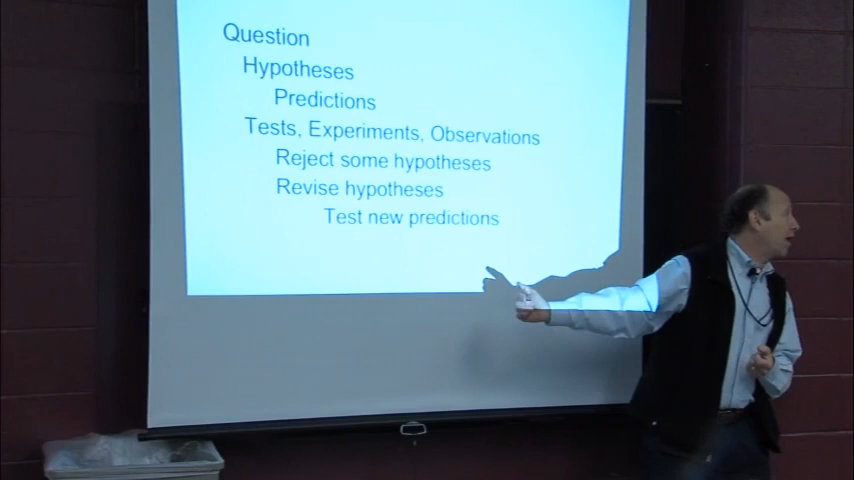 Question
Hypotheses
Predictions
Tests, Experiments, Observations
Reject some hypotheses
Revise hypotheses
Test new predictions